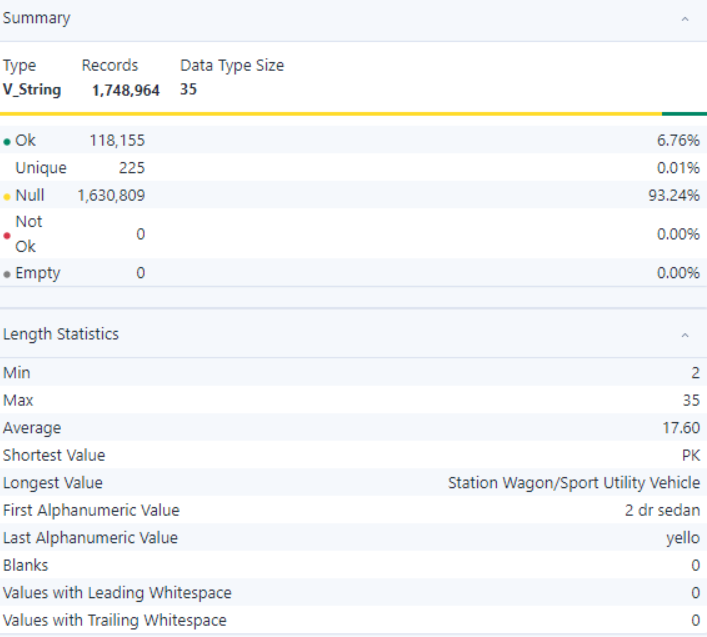 Summary
Type Records Data Type Size
V_String 1,748,964 35
Ok 118,155 6.76%
Unique 225 0.01%
Null 1,630,809 93.24%
Not
Ok 0 0.00%
Empty 0 0.00%
Length Statistics
Min 2
Max 35
Average 17.60
Shortest Value PK
Longest Value Station Wagon/Sport Utility Vehicle
First Alphanumeric Value 2 dr sedan
Last Alphanumeric Value yello
Blanks 0
Values with Leading Whitespace 0
Values with Trailing Whitespace 0